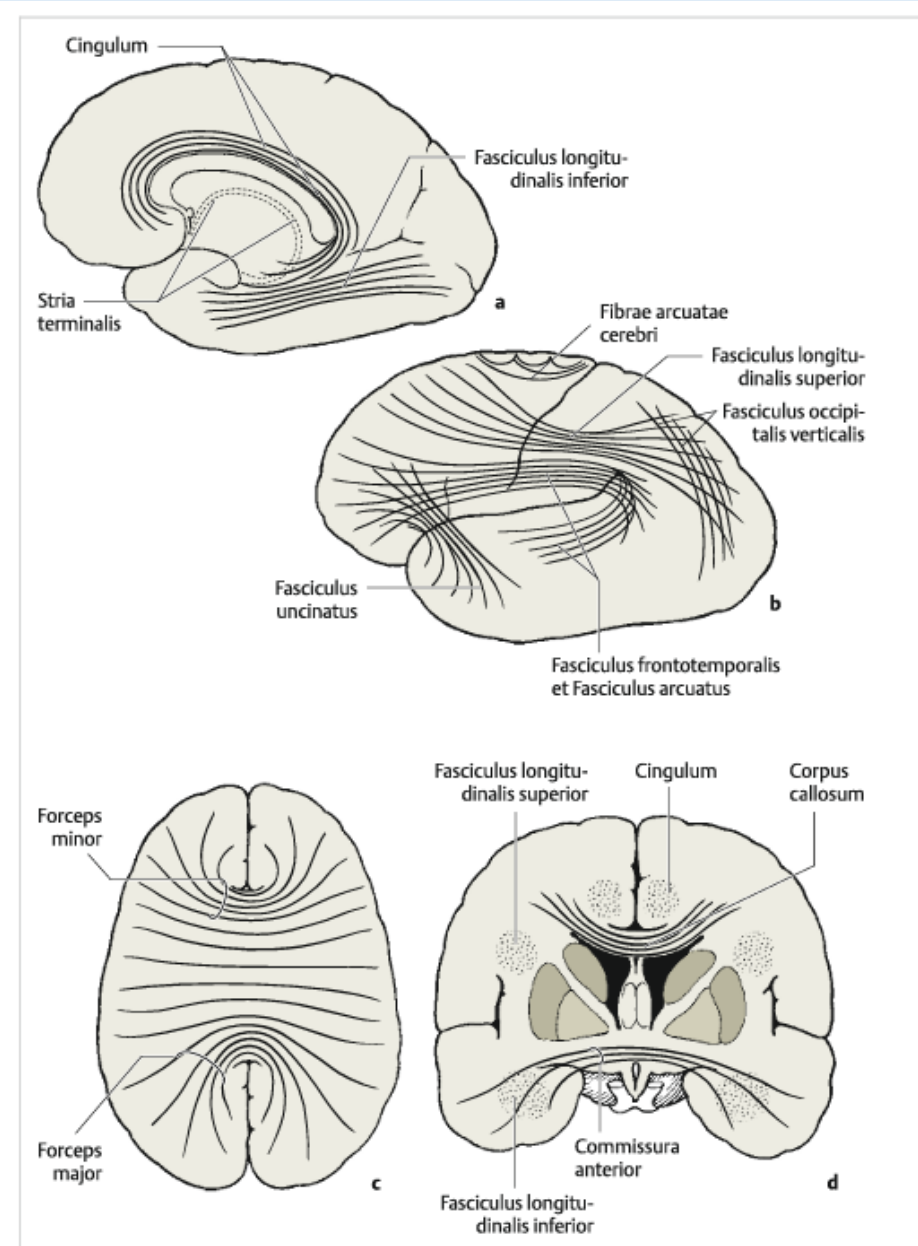 Cingulum
Fasciculus longitu-
dinalis inferior
Stria
terminalis
a
Fibrae arcuatae
cerebri
Fasciculus longitu-
dinalis superior
Fasciculus occipi-
talis verticalis
Fasciculus
uncinatus
b
Fasciculus frontotemporalis
et Fasciculus arcuatus
Forceps
minor
Forceps
major
c
Fasciculus longitu-
dinalis superior
Cingulum
Corpus
callosum
Commissura
anterior
d
Fasciculus longitu-
dinalis inferior